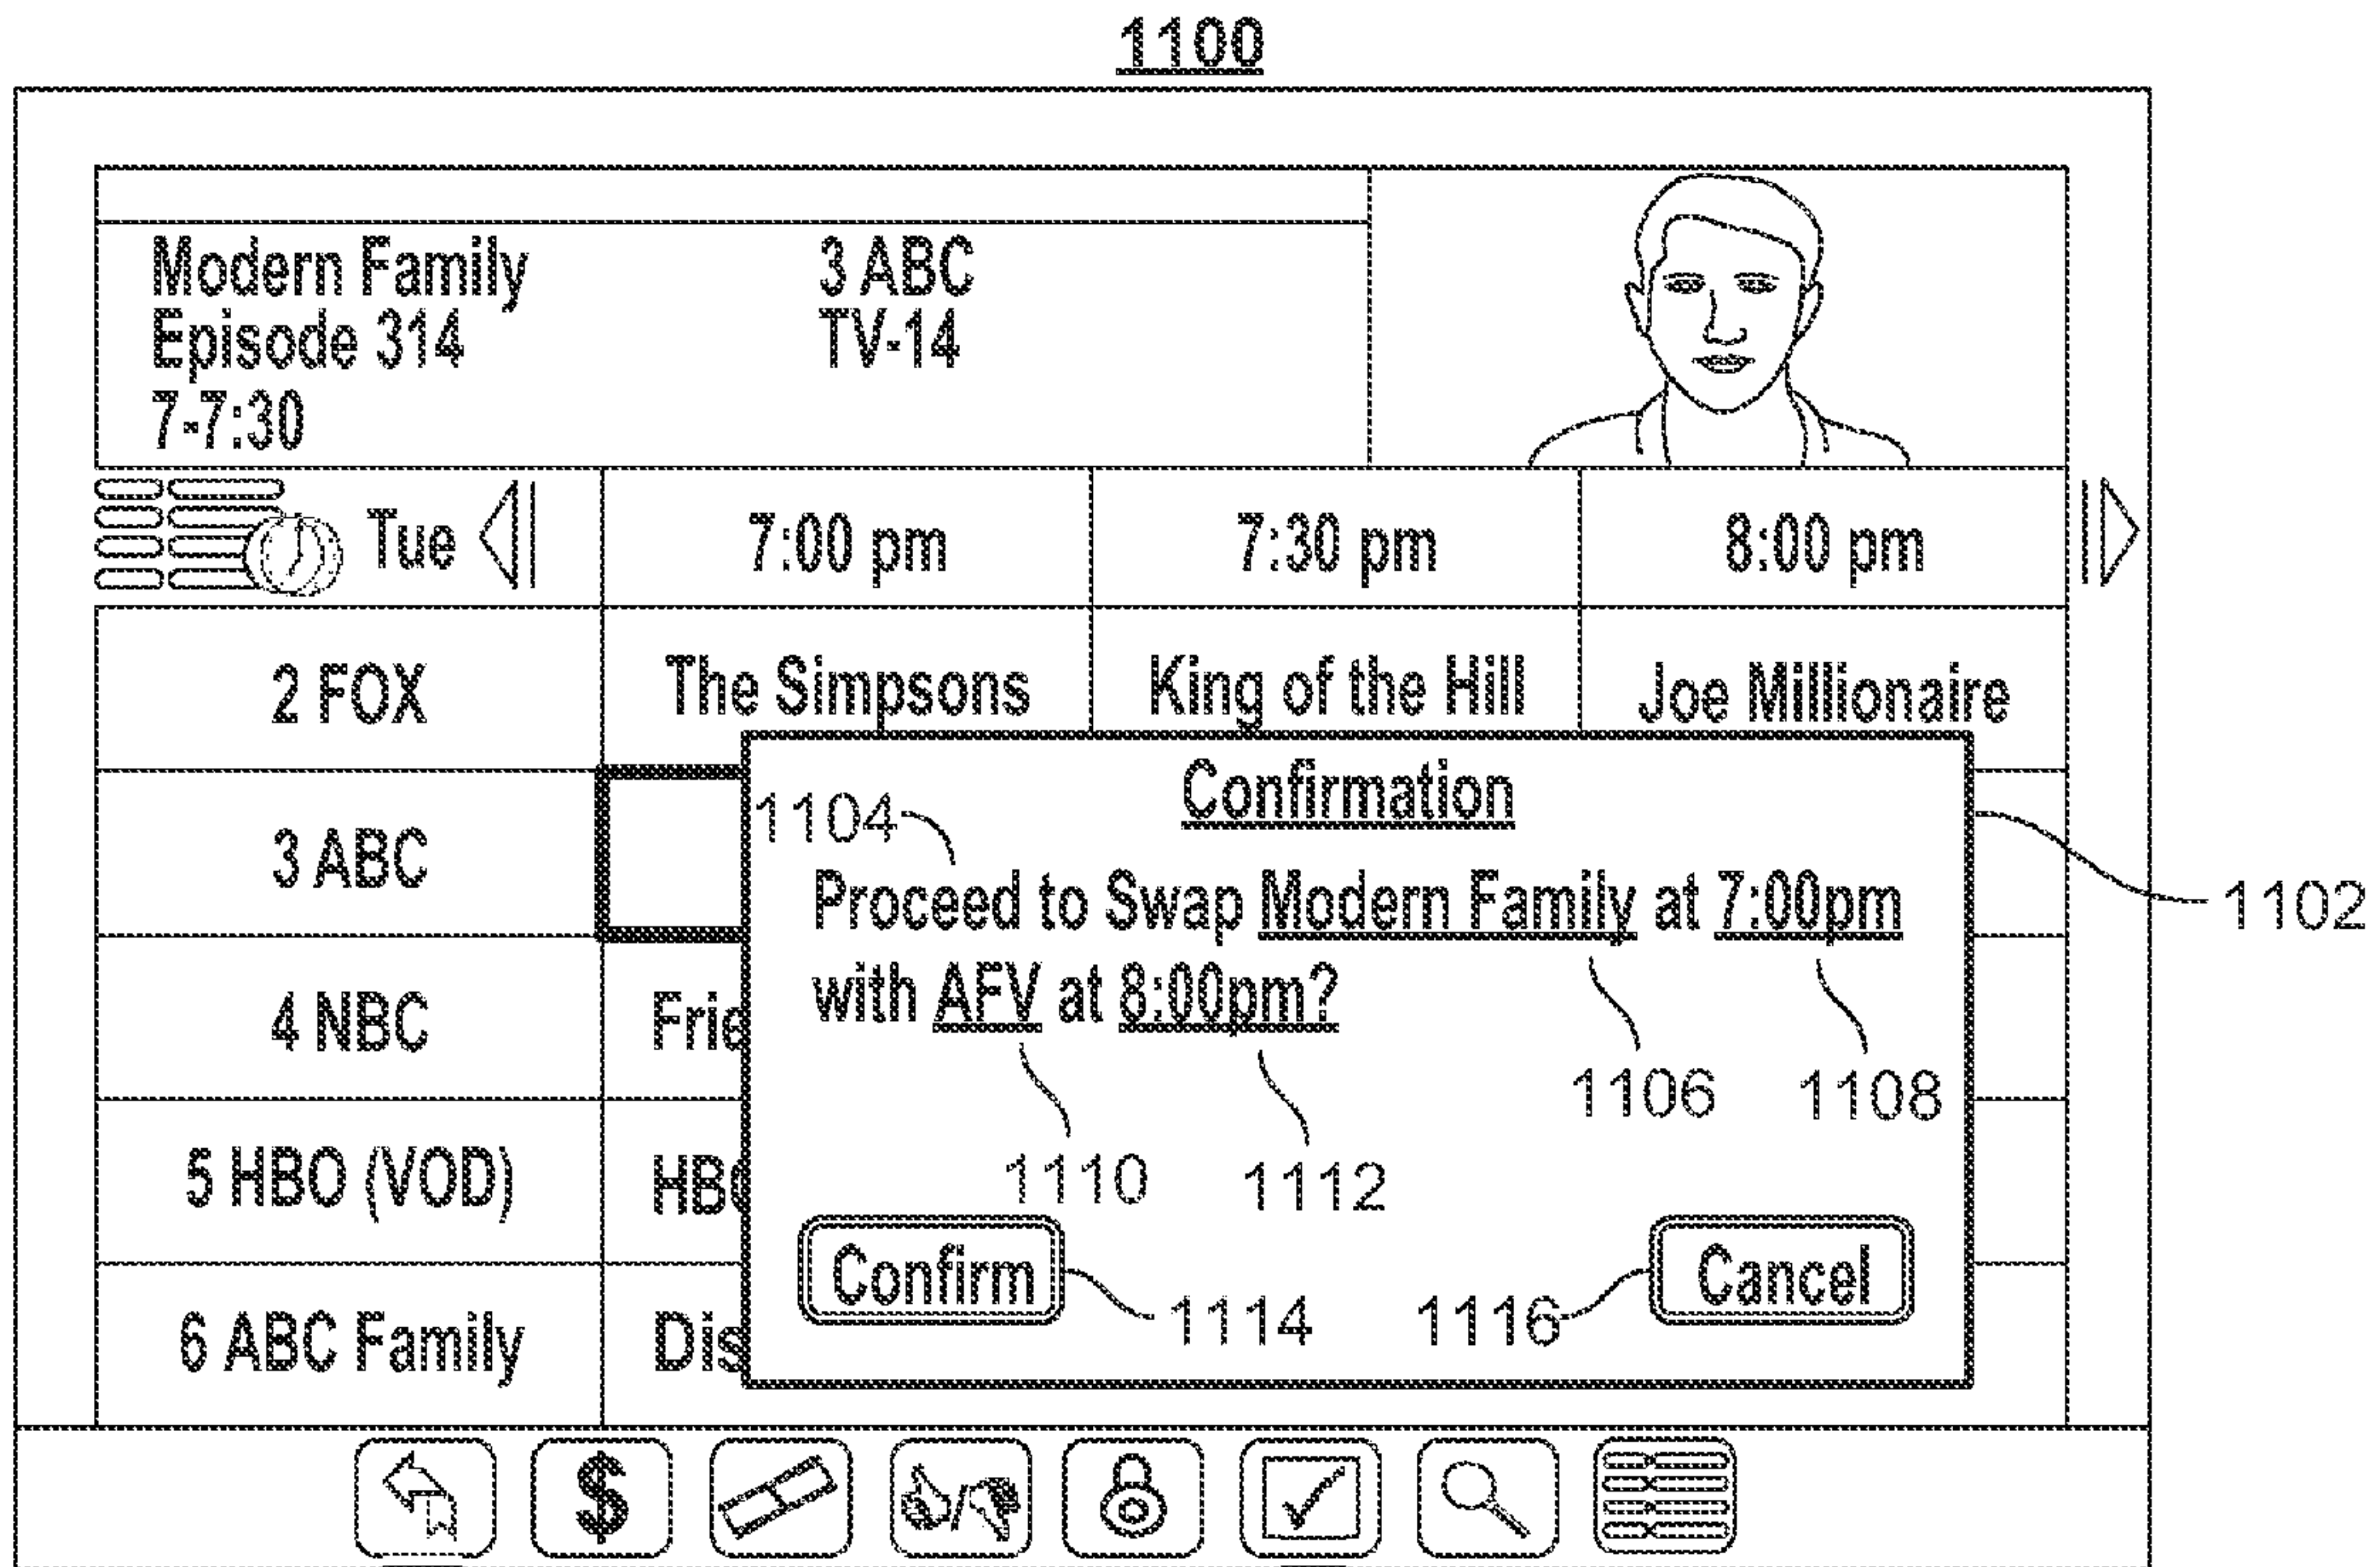 1100
Modern Family 3 ABC
Episode 314 TV-14
7-7:30
Tue 7:00 pm 7:30 pm 8:00 pm
2 FOX The Simpsons King of the Hill Joe Millionaire
Confirmation
1104
3 ABC
Proceed to Swap Modern Family at 7:00pm
1102
with AFV at 8:00pm?
4 NBC Frie
1106 1108
1110 1112
5 HBO (VOD) HBO
Confirm Cancel
1114 1116
6 ABC Family Dis
$